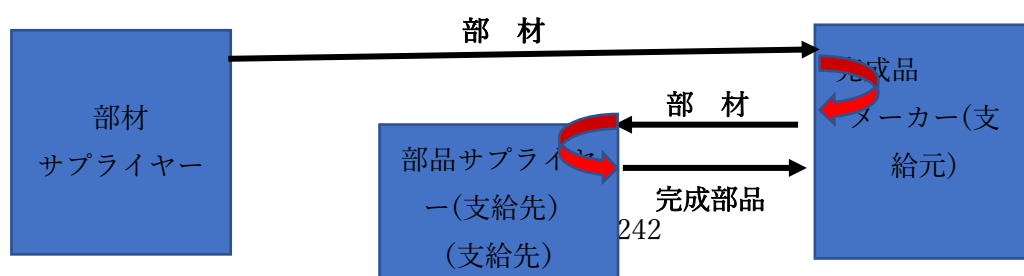 部　材
部材
サプライヤー
完成品
メーカー(支
給元)
部　材
部品サプライヤ
ー(支給先)
(支給先)
完成部品
242